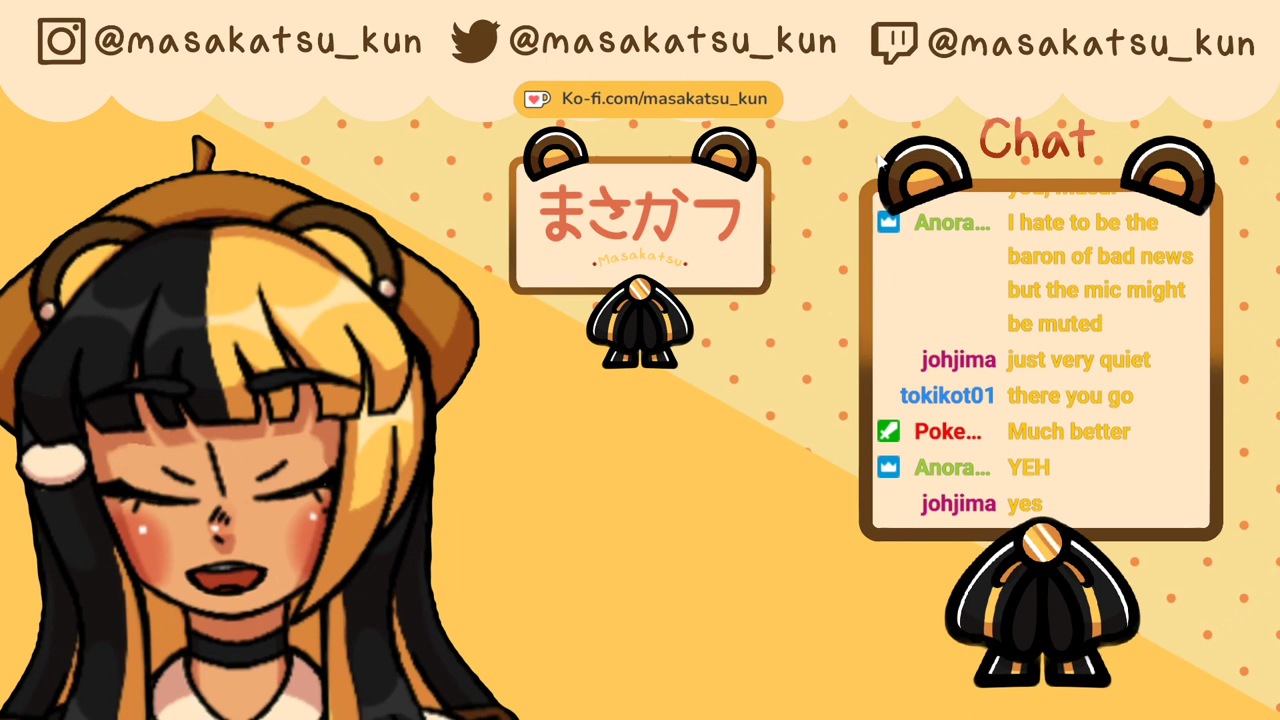 @masakatsu_kun @masakatsu_kun @masakatsu_kun
Ko-fi.com/masakatsu_kun
Chat
まさかつ
•Masakatsu•
Anora... I hate to be the
baron of bad news
but the mic might
be muted
johjima just very quiet
tokikot01 there you go
Poke... Much better
Anora... YEH
johjima yes